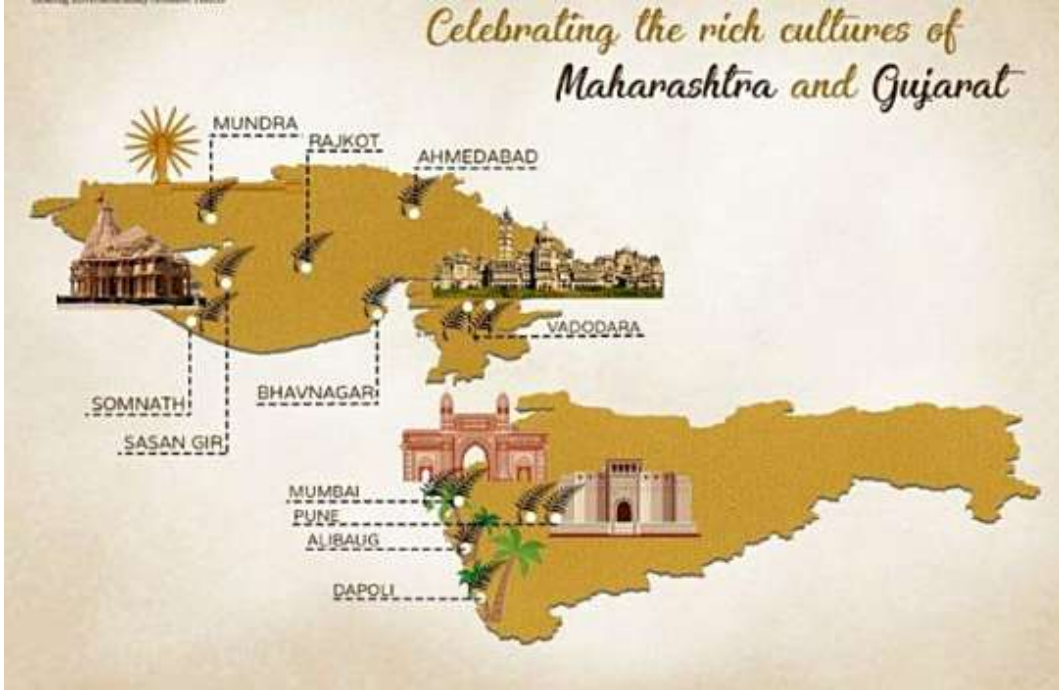 Celebrating the rich cultures of
Maharashtra and Gujarat
MUNDRA
RAJKOT
AHMEDABAD
VADODARA
SOMNATH
BHAVNAGAR
SASAN GIR
MUMBAI
PUNE
ALIBAUG
DAPOLI